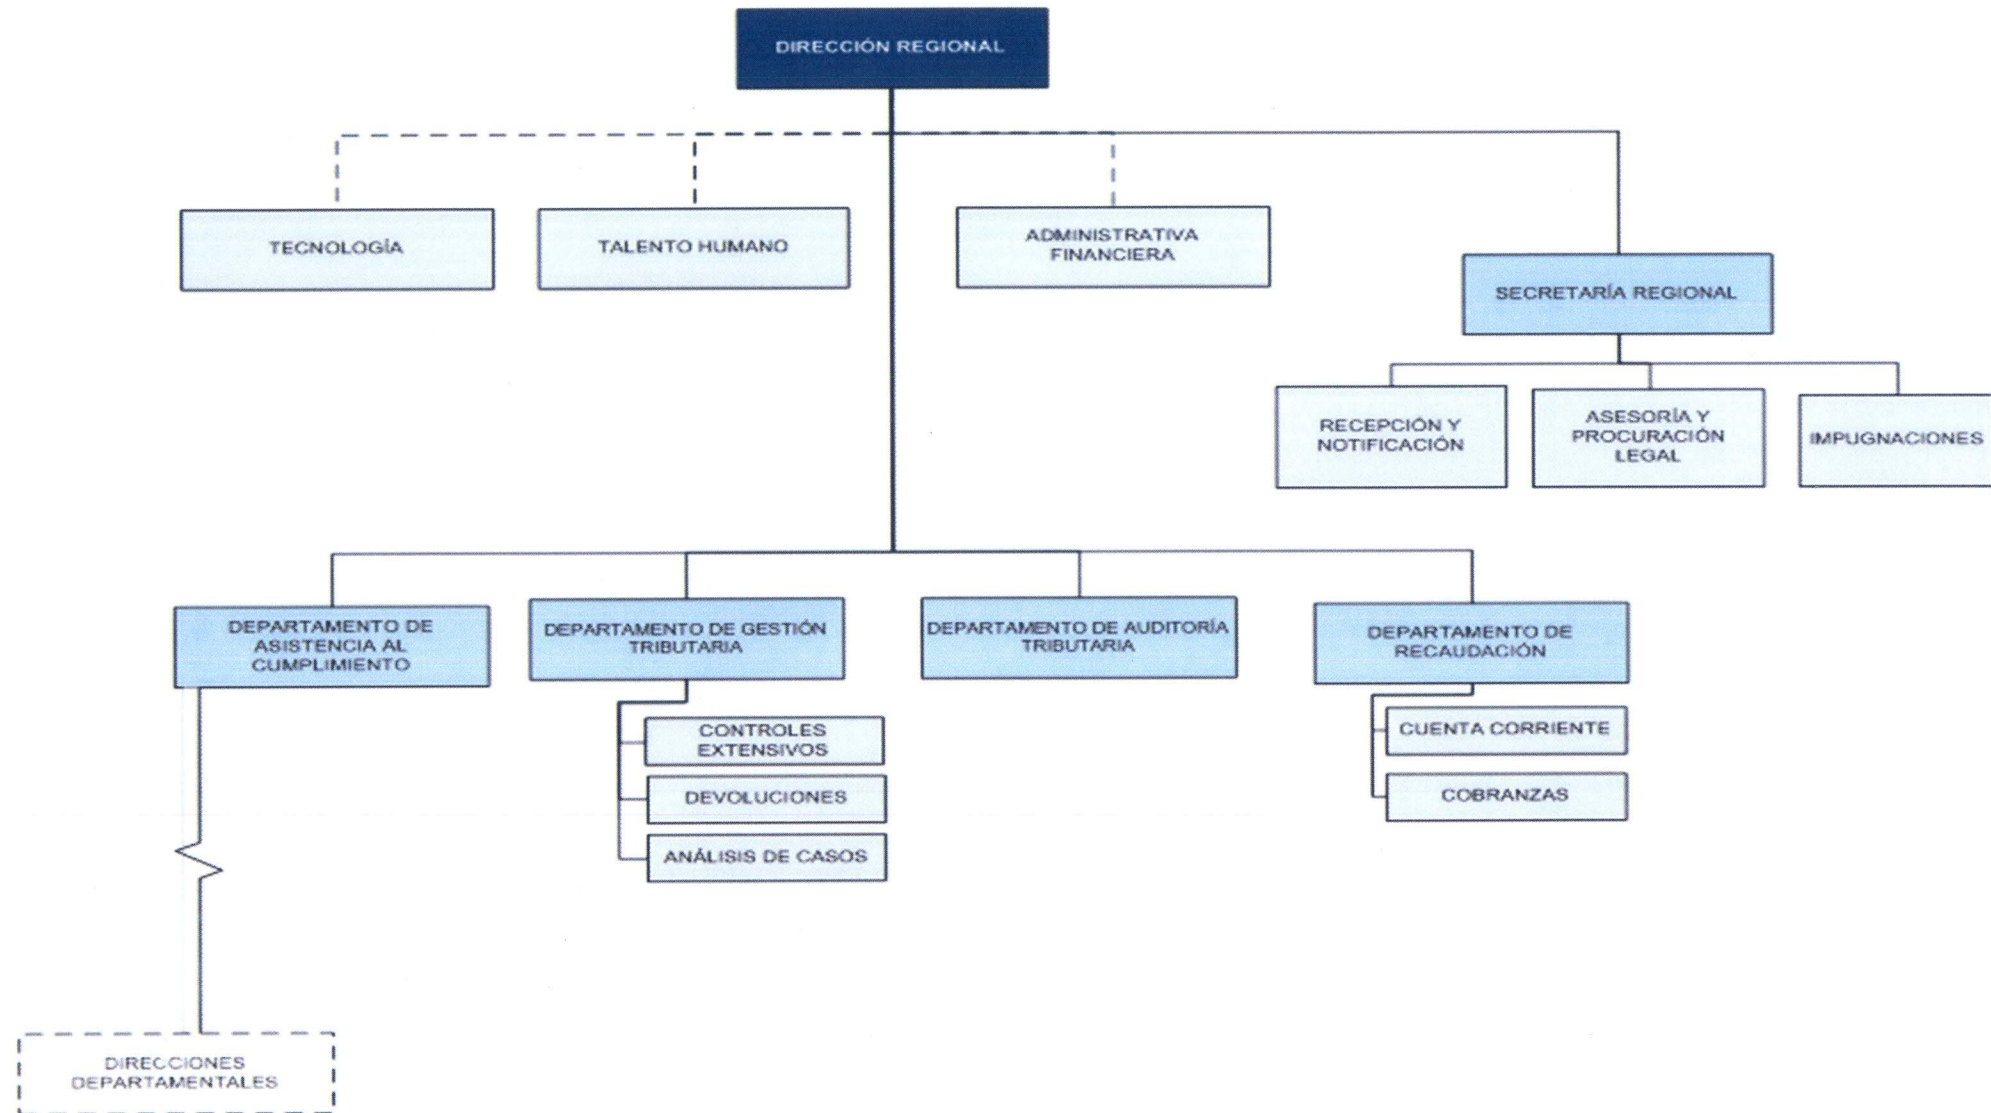 DIRECCIÓN REGIONAL
TECNOLOGÍA
TALENTO HUMANO
ADMINISTRATIVA
FINANCIERA
SECRETARÍA REGIONAL
RECEPCIÓN Y
NOTIFICACIÓN
ASESORÍA Y
PROCURACIÓN
LEGAL
IMPUGNACIONES
DEPARTAMENTO DE
ASISTENCIA AL
CUMPLIMIENTO
DEPARTAMENTO DE GESTIÓN
TRIBUTARIA
DEPARTAMENTO DE AUDITORÍA
TRIBUTARIA
DEPARTAMENTO DE
RECAUDACIÓN
CONTROLES
EXTENSIVOS
DEVOLUCIONES
ANÁLISIS DE CASOS
CUENTA CORRIENTE
COBRANZAS
DIRECCIONES
DEPARTAMENTALES